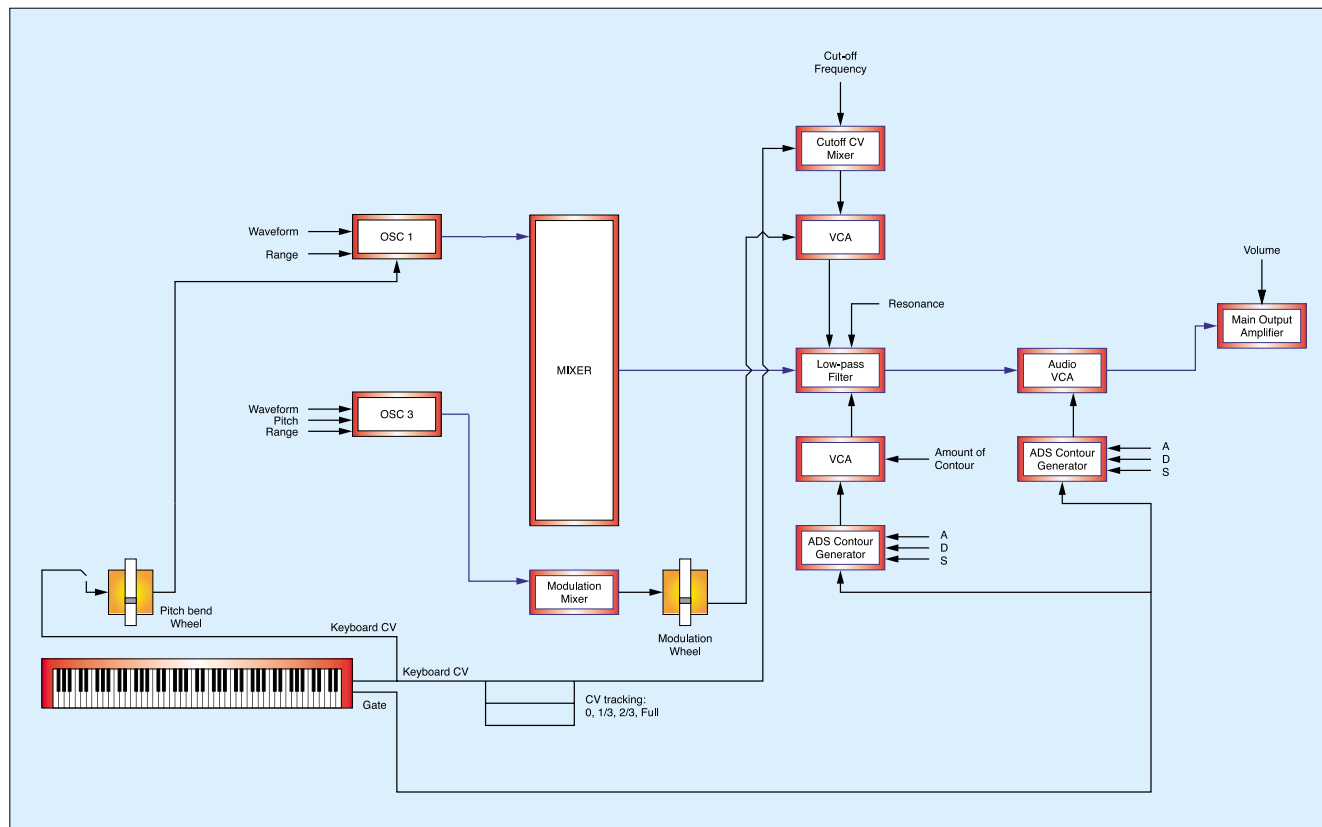 Cut-off
Frequency
Cutoff CV
Mixer
Waveform
OSC 1
Range
VCA
Volume
Resonance
Main Output
Amplifier
MIXER
Low-pass
Filter
Audio
VCA
Waveform
Pitch
Range
OSC 3
VCA
Amount of
Contour
ADS Contour
Generator
A
D
S
ADS Contour
Generator
A
D
S
Modulation
Mixer
Pitch bend
Wheel
Keyboard CV
Modulation
Wheel
Keyboard CV
Gate
CV tracking:
0, 1/3, 2/3, Full